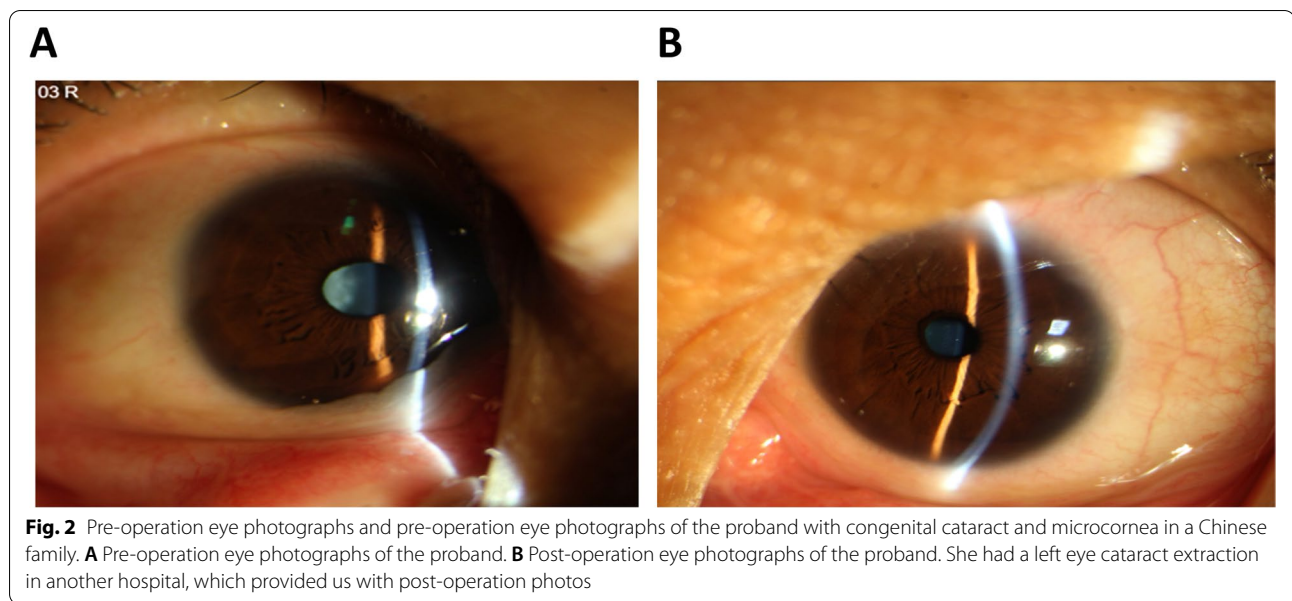 A
B
03 R
Fig. 2 Pre-operation eye photographs and pre-operation eye photographs of the proband with congenital cataract and microcornea in a Chinese
family. A Pre-operation eye photographs of the proband. B Post-operation eye photographs of the proband. She had a left eye cataract extraction
in another hospital, which provided us with post-operation photos